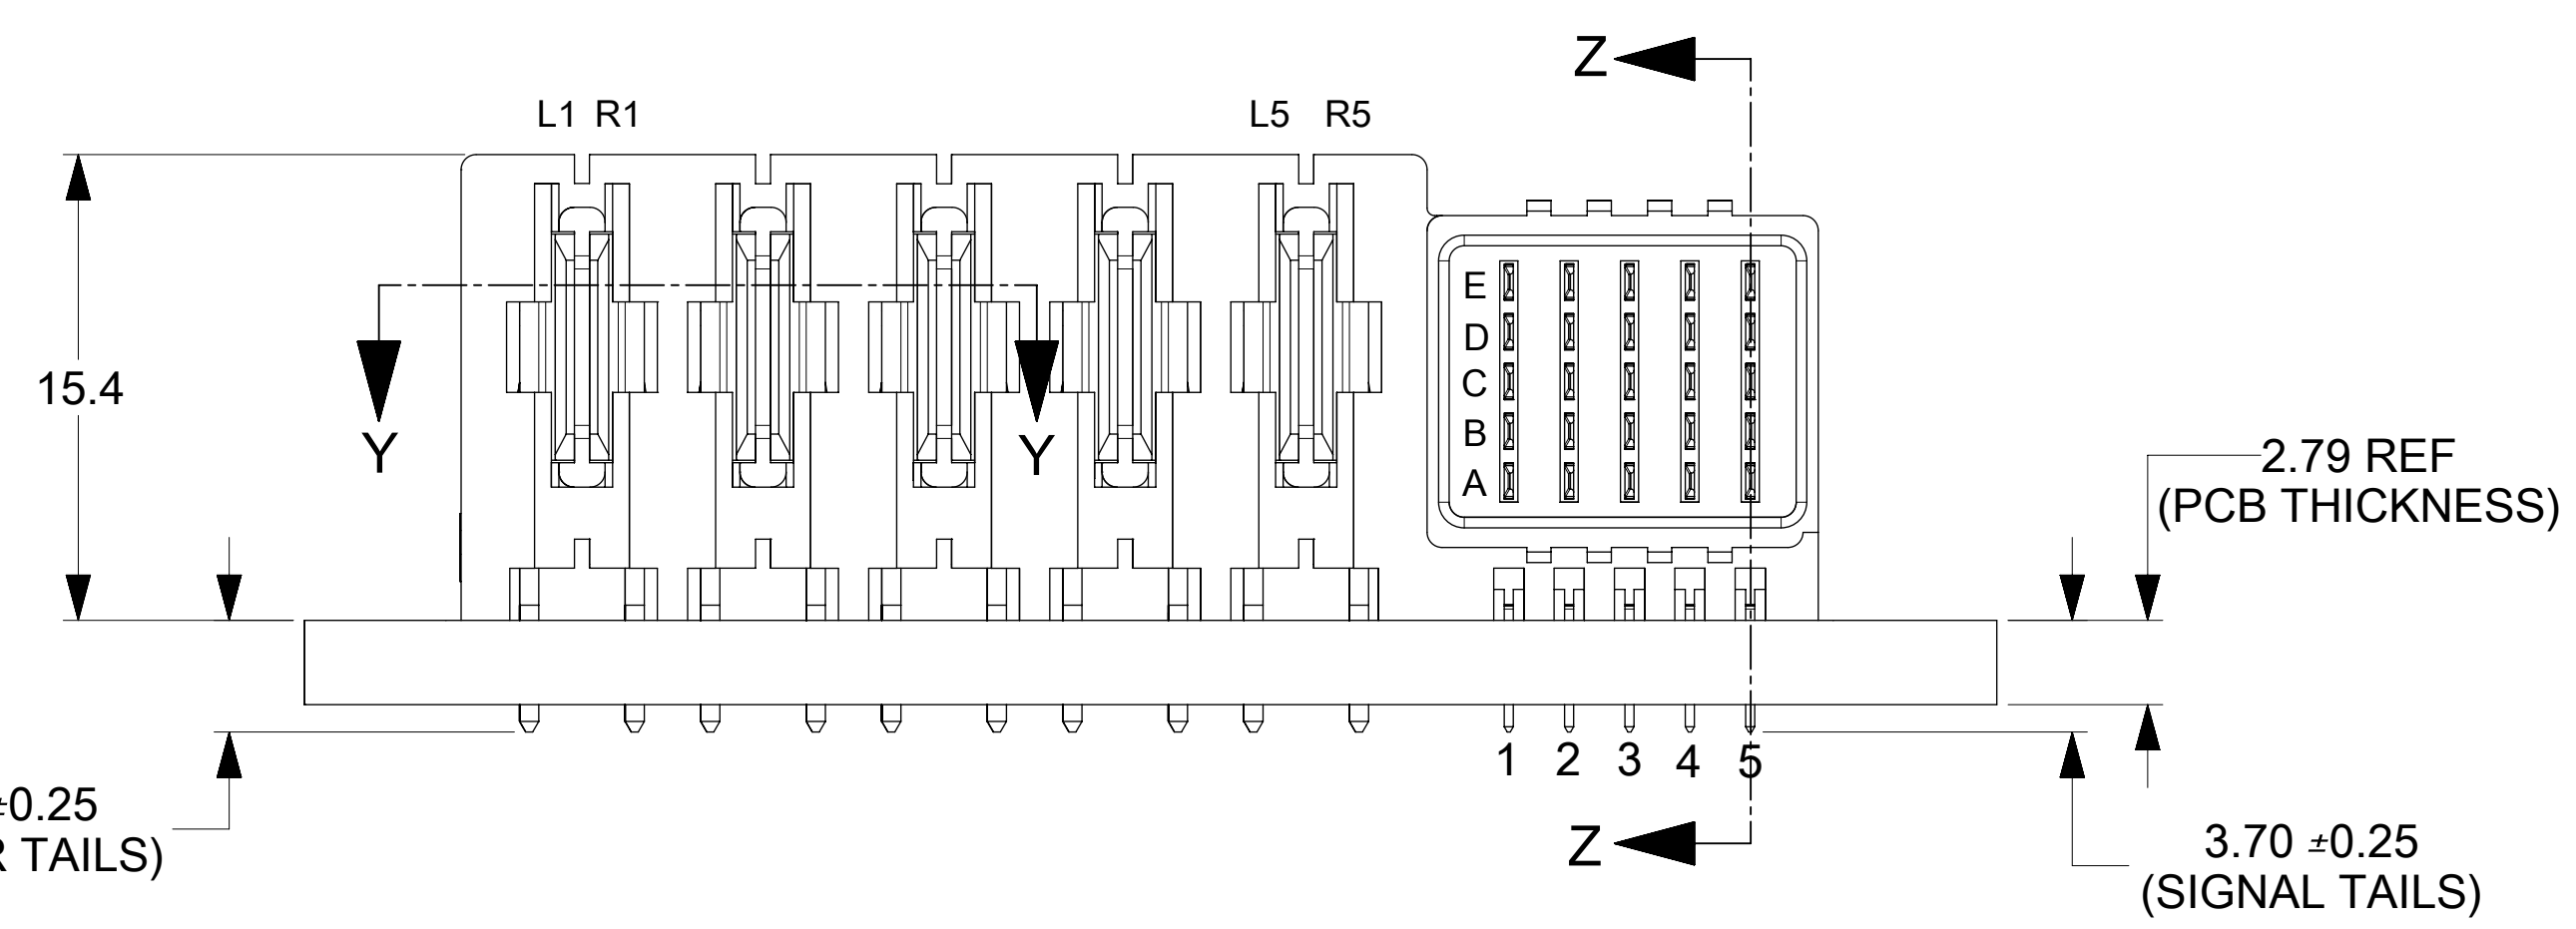 Z
L1 R1
L5 R5
E
D
15.4
C
Y
Y
B
A
2.79 REF
(PCB THICKNESS)
1 2 3 4 5
±0.25
R TAILS)
Z
3.70 ±0.25
(SIGNAL TAILS)